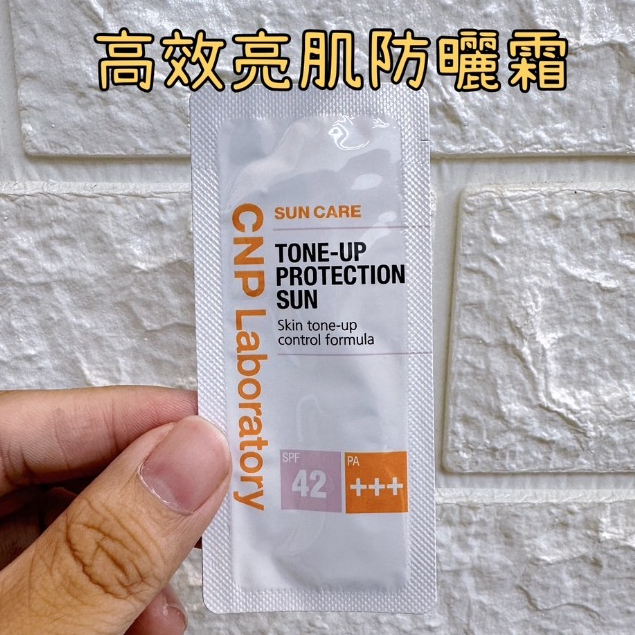 高效亮肌防曬霜
CNP Laboratory
SUN CARE
TONE-UP
PROTECTION
SUN
Skin tone-up
control formula
SPF
42
PA
+++